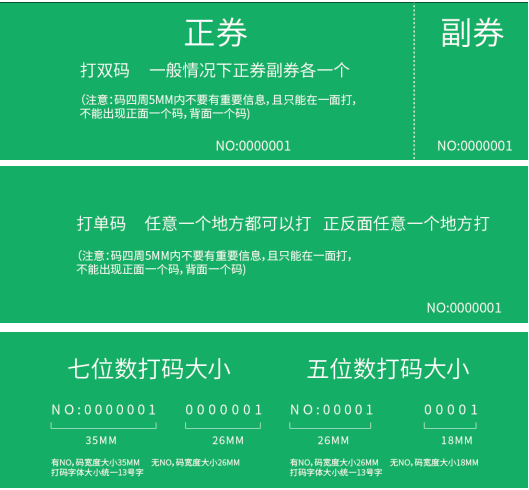 正券
副券
打双码 一般情况下正券副券各一个
(注意:码四周5MM内不要有重要信息,且只能在一面打,
不能出现正面一个码,背面一个码)
NO:0000001
NO:0000001
打单码 任意一个地方都可以打 正反面任意一个地方打
(注意:码四周5MM内不要有重要信息,且只能在一面打,
不能出现正面一个码,背面一个码)
NO:0000001
七位数打码大小
五位数打码大小
NO:0000001
0000001
NO:00001
00001
35MM
26MM
26MM
18MM
有NO,码宽度大小35MM 无NO,码宽度大小26MM
打码字体大小统一13号字
有NO,码宽度大小26MM 无NO,码宽度大小18MM
打码字体大小统一13号字